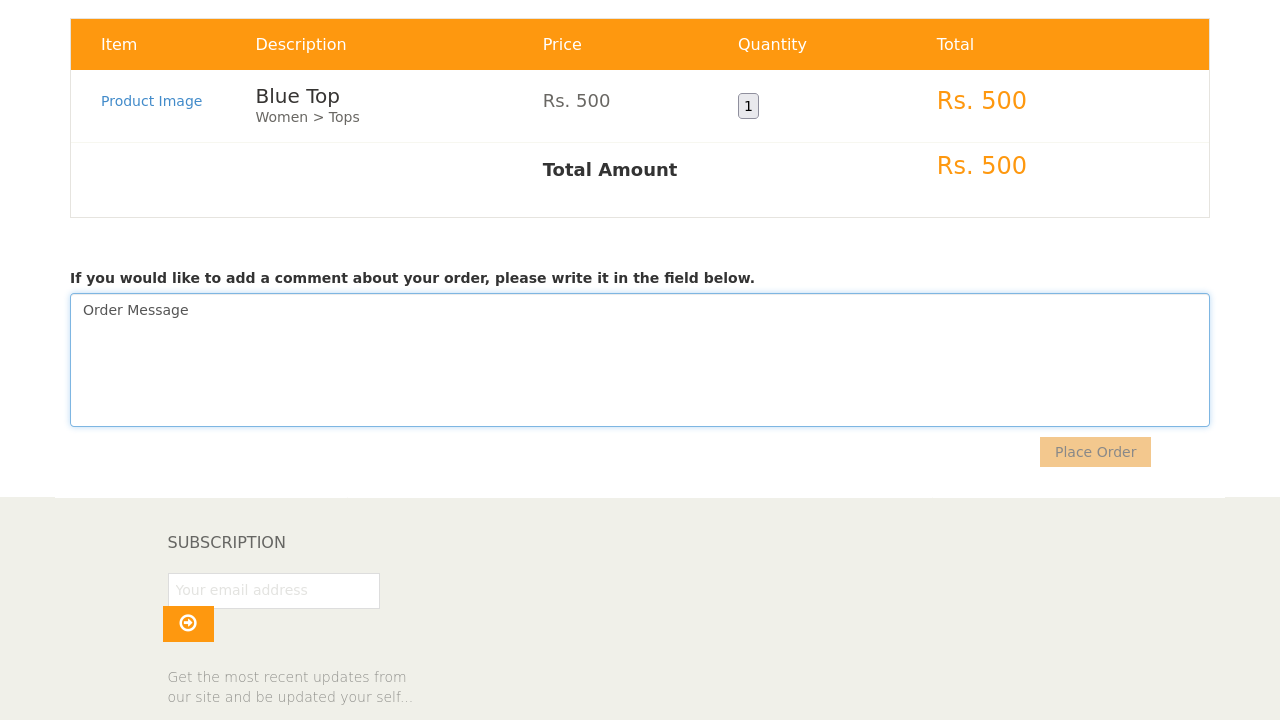 Item Description Price Quantity Total
Product Image Blue Top Rs. 500 1 Rs. 500
Women > Tops
Total Amount Rs. 500
If you would like to add a comment about your order, please write it in the field below.
Order Message
Place Order
SUBSCRIPTION
Your email address
Get the most recent updates from
our site and be updated your self...